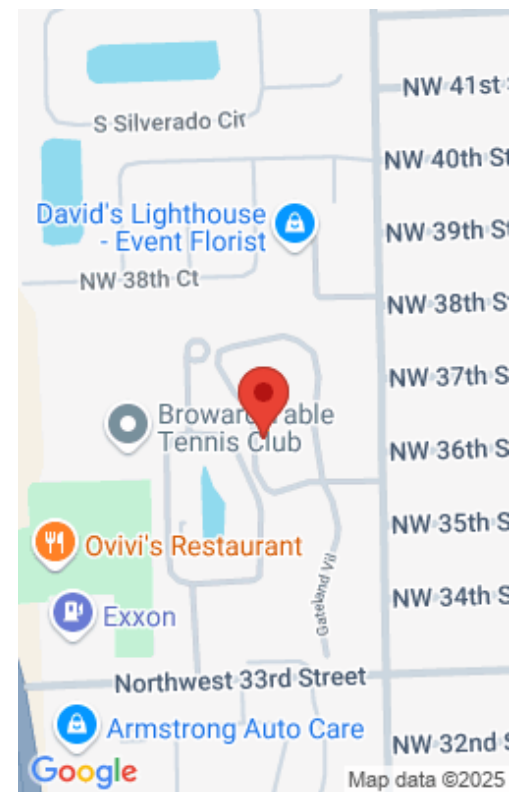 NW 41st
S Silverado Cir
NW 40th St
David's Lighthouse
- Event Florist
NW 39th St
NW 38th Ct
NW 38th S
NW 37th S
Broward Table
Tennis Club
NW 36th S
NW 35th S
Ovivi's Restaurant
Gateland Vil
NW 34th S
Exxon
Northwest 33rd Street
Armstrong Auto Care
NW 32nd S
Google
Map data ©2025